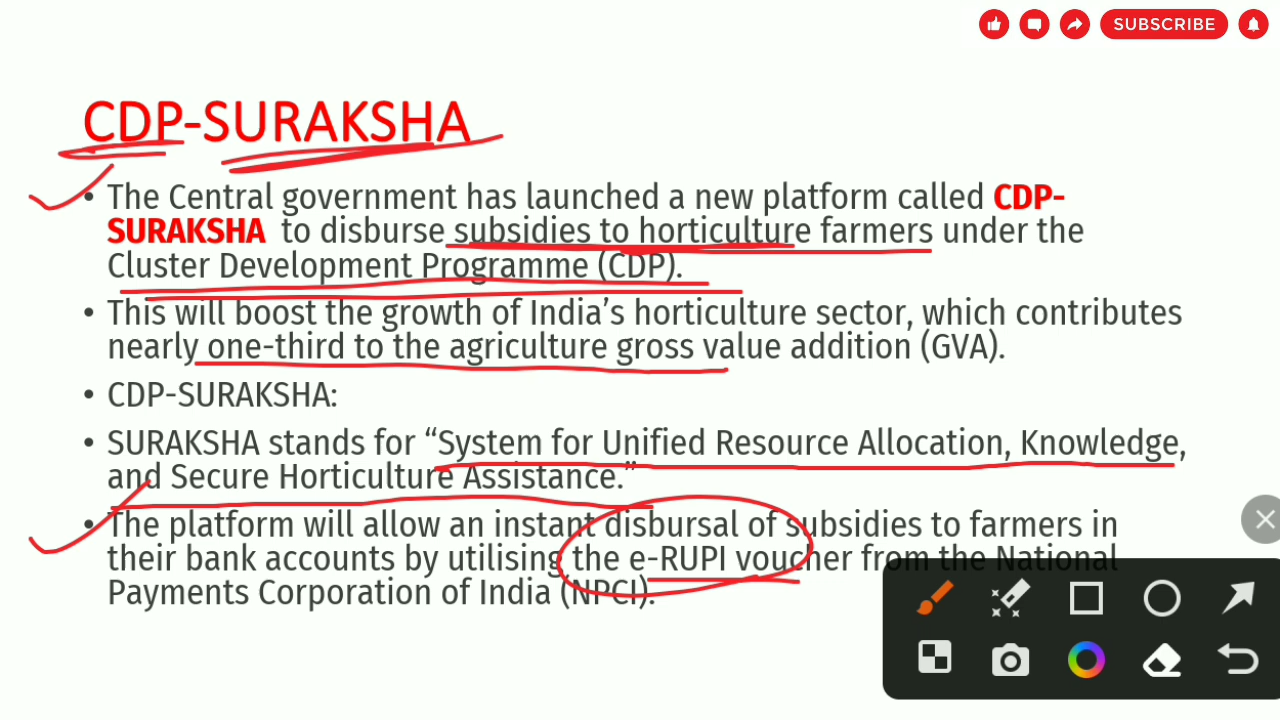 SUBSCRIBE
CDP-SURAKSHA
• The Central government has launched a new platform called CDP-
SURAKSHA to disburse subsidies to horticulture farmers under the
Cluster Development Programme (CDP).
• This will boost the growth of India’s horticulture sector, which contributes
nearly one-third to the agriculture gross value addition (GVA).
• CDP-SURAKSHA:
• SURAKSHA stands for “System for Unified Resource Allocation, Knowledge,
and Secure Horticulture Assistance.”
• The platform will allow an instant disbursal of subsidies to farmers in
their bank accounts by utilising the e-RUPI voucher from the National
Payments Corporation of India (NPCI).